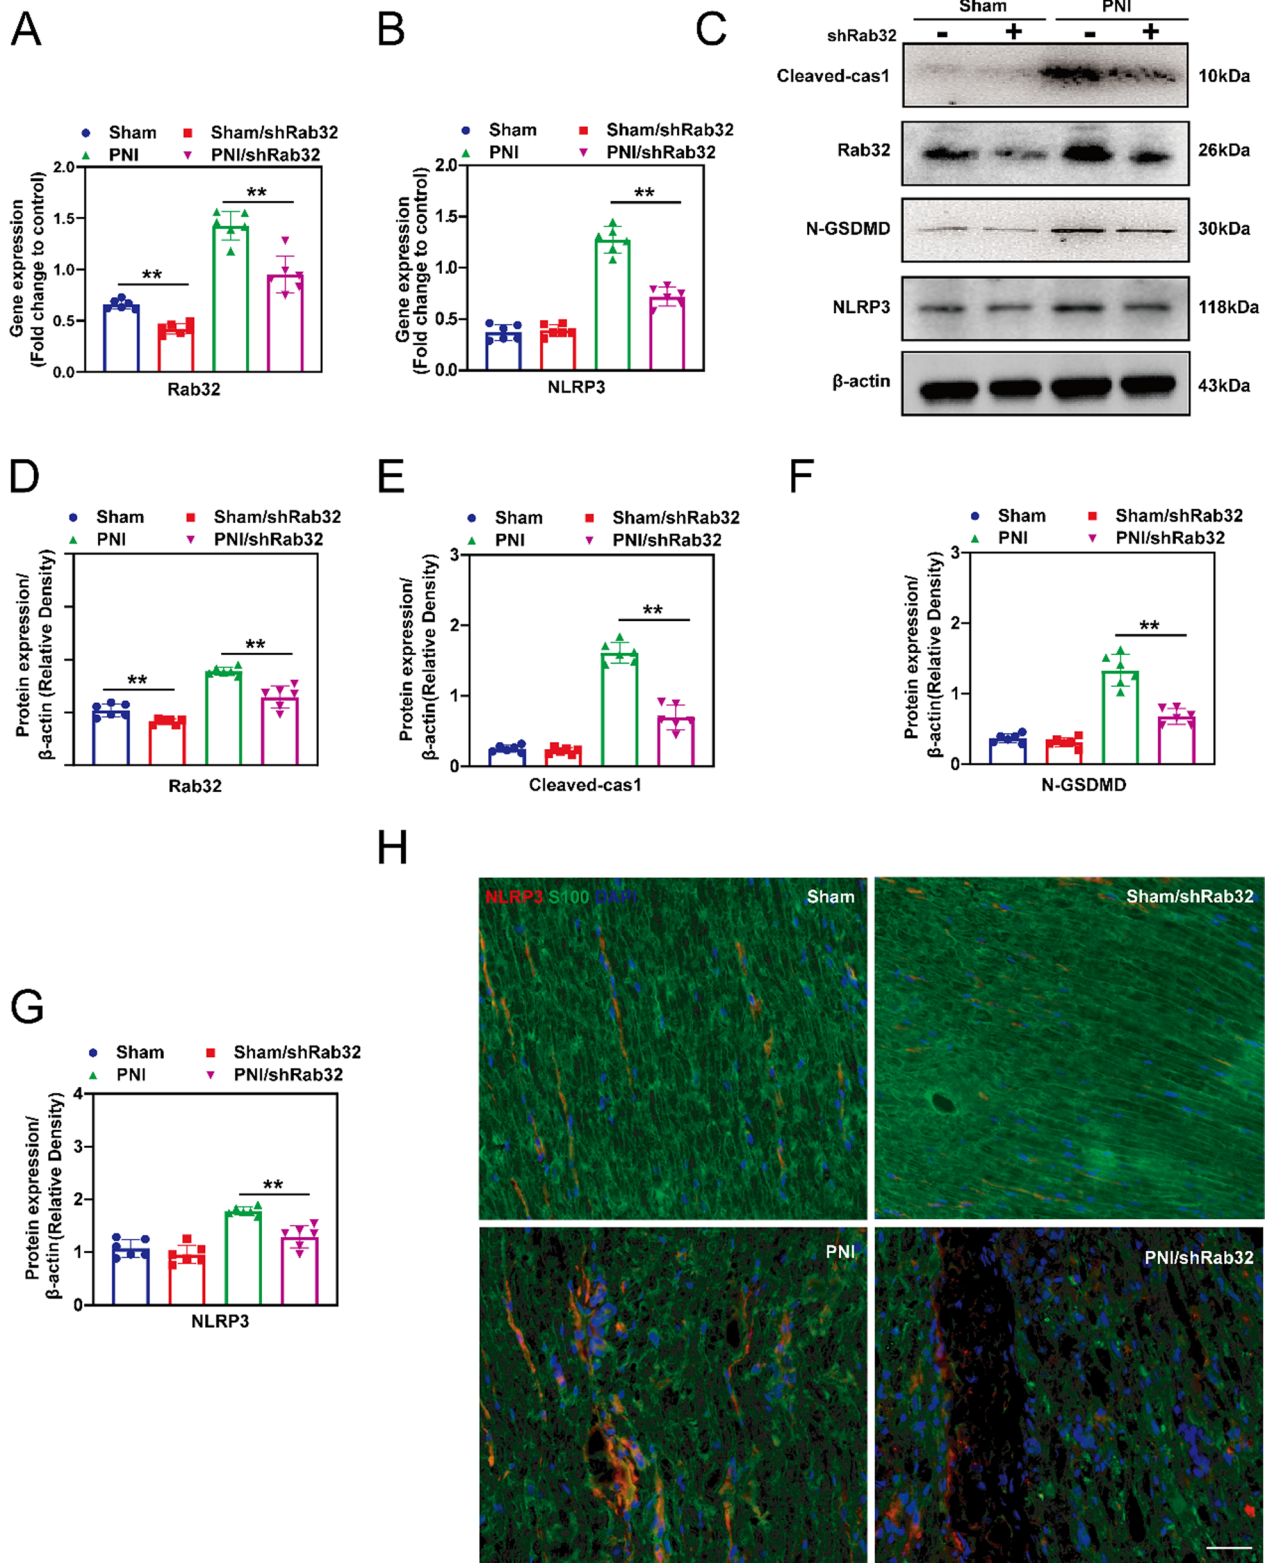 A
B
C
Sham PNI
shRab32 - + - +
Cleaved-cas1 10kDa
Rab32 26kDa
N-GSDMD 30kDa
NLRP3 118kDa
β-actin 43kDa
Sham Sham/shRab32
PNI PNI/shRab32
Gene expression
(Fold change to control)
2.0
1.5
1.0
0.5
0.0
**
**
Rab32
Sham Sham/shRab32
PNI PNI/shRab32
Gene expression
(Fold change to control)
2.0
1.5
1.0
0.5
0.0
**
NLRP3
D
Sham Sham/shRab32
PNI PNI/shRab32
Protein expression/
β-actin (Relative Density)
**
**
Rab32
E
Sham Sham/shRab32
PNI PNI/shRab32
Protein expression/
β-actin(Relative Density)
3
2
1
0
**
Cleaved-cas1
F
Sham Sham/shRab32
PNI PNI/shRab32
Protein expression/
β-actin(Relative Density)
3
2
1
0
**
N-GSDMD
G
Sham Sham/shRab32
PNI PNI/shRab32
Protein expression/
β-actin(Relative Density)
4
3
2
1
0
**
NLRP3
H
NLRP3 S100 DAPI
Sham
Sham/shRab32
PNI
PNI/shRab32